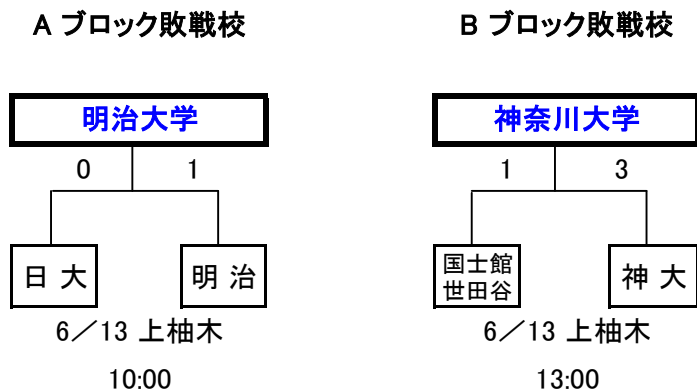 A ブロック敗戦校
明治大学
0 1
日 大
明 治
6／13 上柚木
10:00
B ブロック敗戦校
神奈川大学
1 3
国士館
世田谷
神 大
6／13 上柚木
13:00